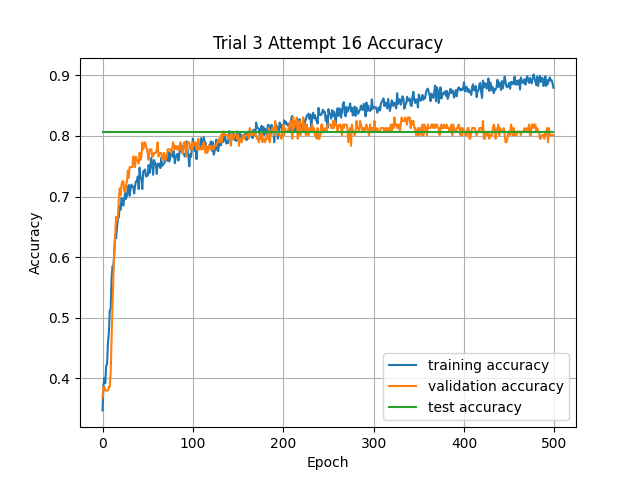 Trial 3 Attempt 16 Accuracy
0.9
0.8
0.7
0.6
0.5
0.4
Accuracy
training accuracy
validation accuracy
test accuracy
0 100 200 300 400 500
Epoch